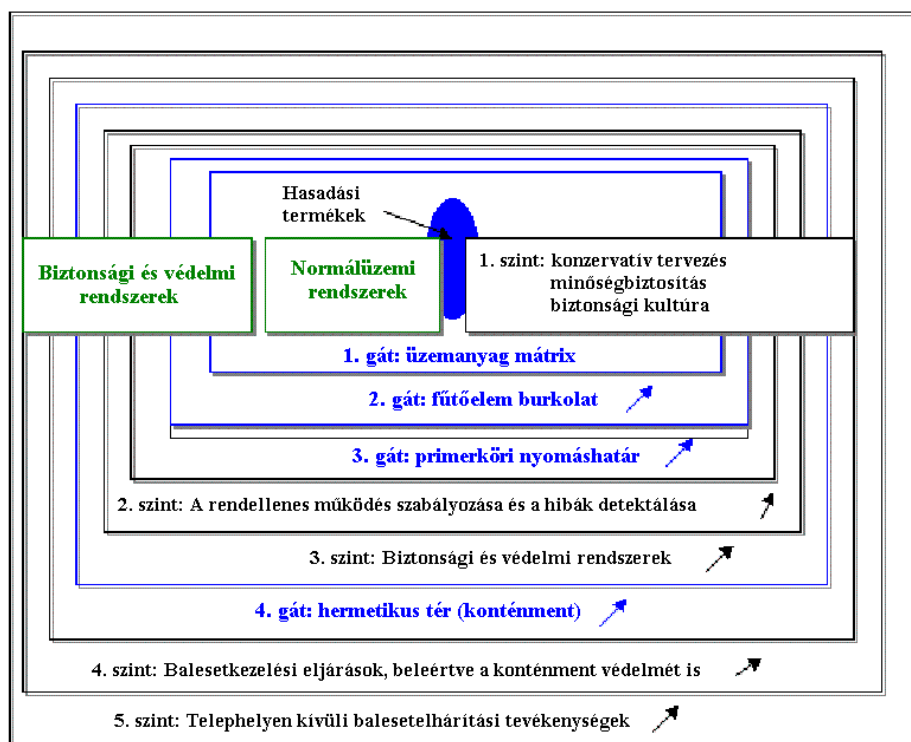 Hasadási
termékek
Biztonsági és védelmi
rendszerek
Normálüzemi
rendszerek
1. szint: konzervatív tervezés
minőségbiztosítás
biztonsági kultúra
1. gát: üzemanyag mátrix
2. gát: fűtőelem burkolat
3. gát: primerköri nyomáshatár
2. szint: A rendellenes működés szabályozása és a hibák detektálása
3. szint: Biztonsági és védelmi rendszerek
4. gát: hermetikus tér (konténment)
4. szint: Balesetkezelési eljárások, beleértve a konténment védelmét is
5. szint: Telephelyen kívüli balesetelhárítási tevékenységek